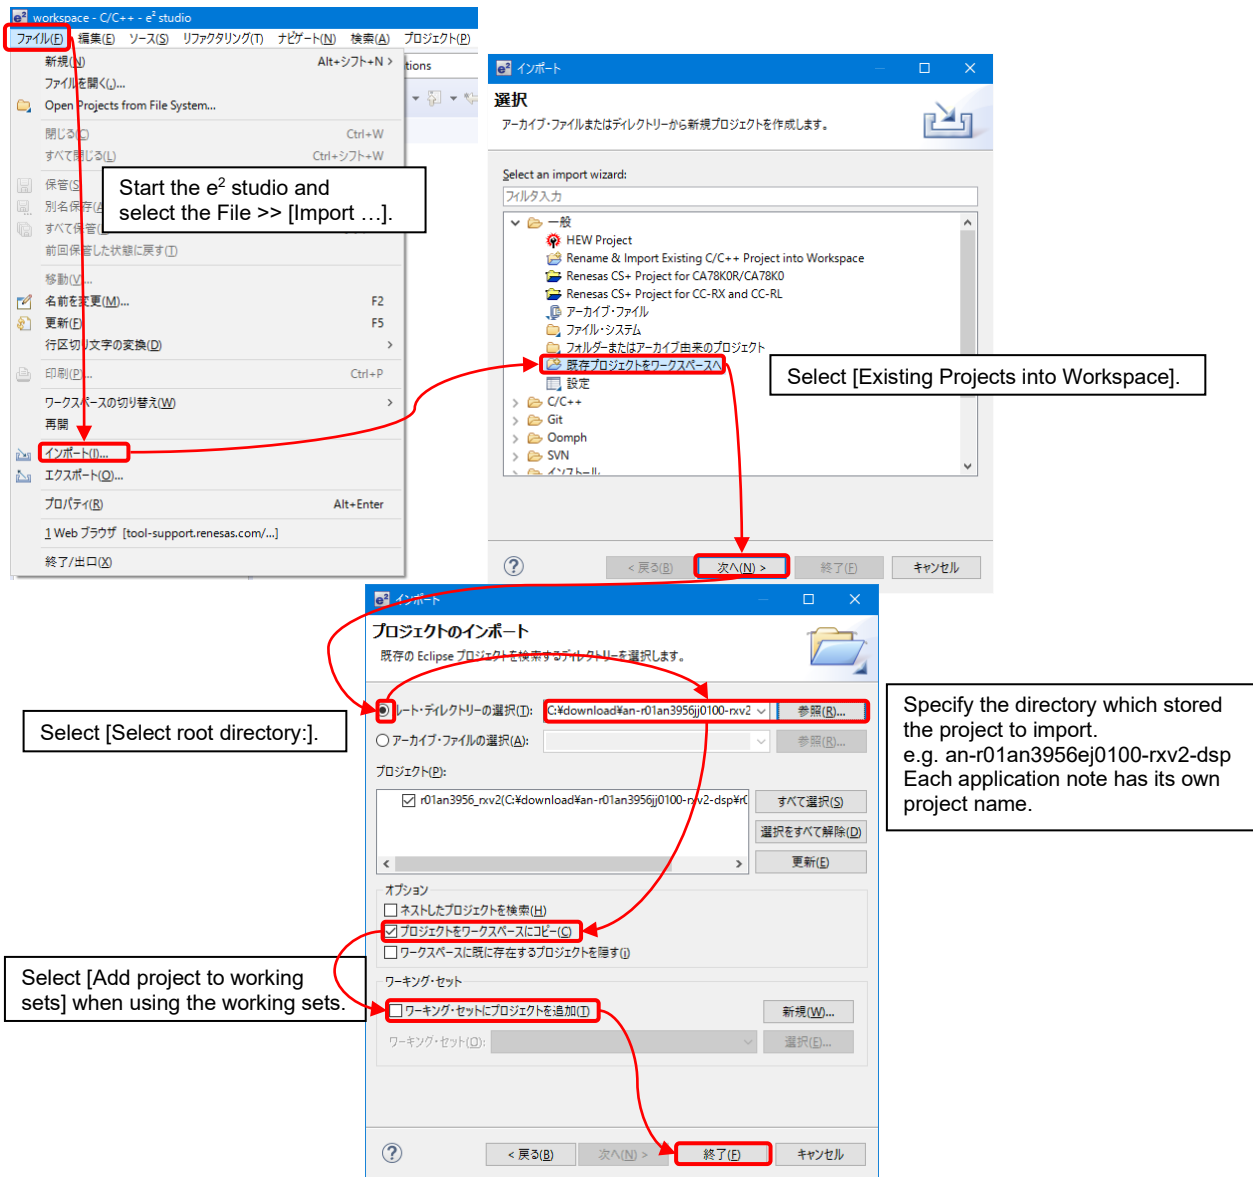 workspace - C/C++ - e² studio
ファイル(F) 編集(E) ソース(S) リファクタリング(T) ナビゲート(N) 検索(A) プロジェクト(P)
新規(N) Alt+シフト+N >
ファイルを開く(.)...
Open Projects from File System...
閉じる(C) Ctrl+W
すべて閉じる(L) Ctrl+シフト+W
保管(S)
別名保存(A)
すべて保管
前回保管した状態に戻す(T)
移動(V)...
名前を変更(M)... F2
更新(F) F5
行区切り文字の変換(D) >
印刷(P)... Ctrl+P
ワークスペースの切り替え(W) >
再開
インポート(I)...
エクスポート(O)...
プロパティ(R) Alt+Enter
1 Web ブラウザ [tool-support.renesas.com/...]
終了/出口(X)
tions
Start the e² studio and
select the File >> [Import …].
e² インポート
選択
アーカイブ・ファイルまたはディレクトリーから新規プロジェクトを作成します。
Select an import wizard:
フィルタ入力
一般
HEW Project
Rename & Import Existing C/C++ Project into Workspace
Renesas CS+ Project for CA78K0R/CA78K0
Renesas CS+ Project for CC-RX and CC-RL
アーカイブ・ファイル
ファイル・システム
フォルダーまたはアーカイブ由来のプロジェクト
既存プロジェクトをワークスペースへ
設定
C/C++
Git
Oomph
SVN
インストール
Select [Existing Projects into Workspace].
< 戻る(B) 次へ(N) > 終了(F) キャンセル
e² インポート
プロジェクトのインポート
既存の Eclipse プロジェクトを検索するディレクトリーを選択します。
ルート・ディレクトリーの選択(T): C:¥download¥an-r01an3956jj0100-rxv2 参照(R)...
アーカイブ・ファイルの選択(A): 参照(R)...
プロジェクト(P):
r01an3956_rxv2(C:¥download¥an-r01an3956jj0100-rxv2-dsp¥r0 すべて選択(S)
選択をすべて解除(D)
更新(E)
オプション
ネストしたプロジェクトを検索(H)
プロジェクトをワークスペースにコピー(C)
ワークスペースに既に存在するプロジェクトを隠す(i)
ワーキング・セット
ワーキング・セットにプロジェクトを追加(T) 新規(W)...
ワーキング・セット(O): 選択(E)...
< 戻る(B) 次へ(N) > 終了(F) キャンセル
Select [Select root directory:].
Specify the directory which stored
the project to import.
e.g. an-r01an3956ej0100-rxv2-dsp
Each application note has its own
project name.
Select [Add project to working
sets] when using the working sets.